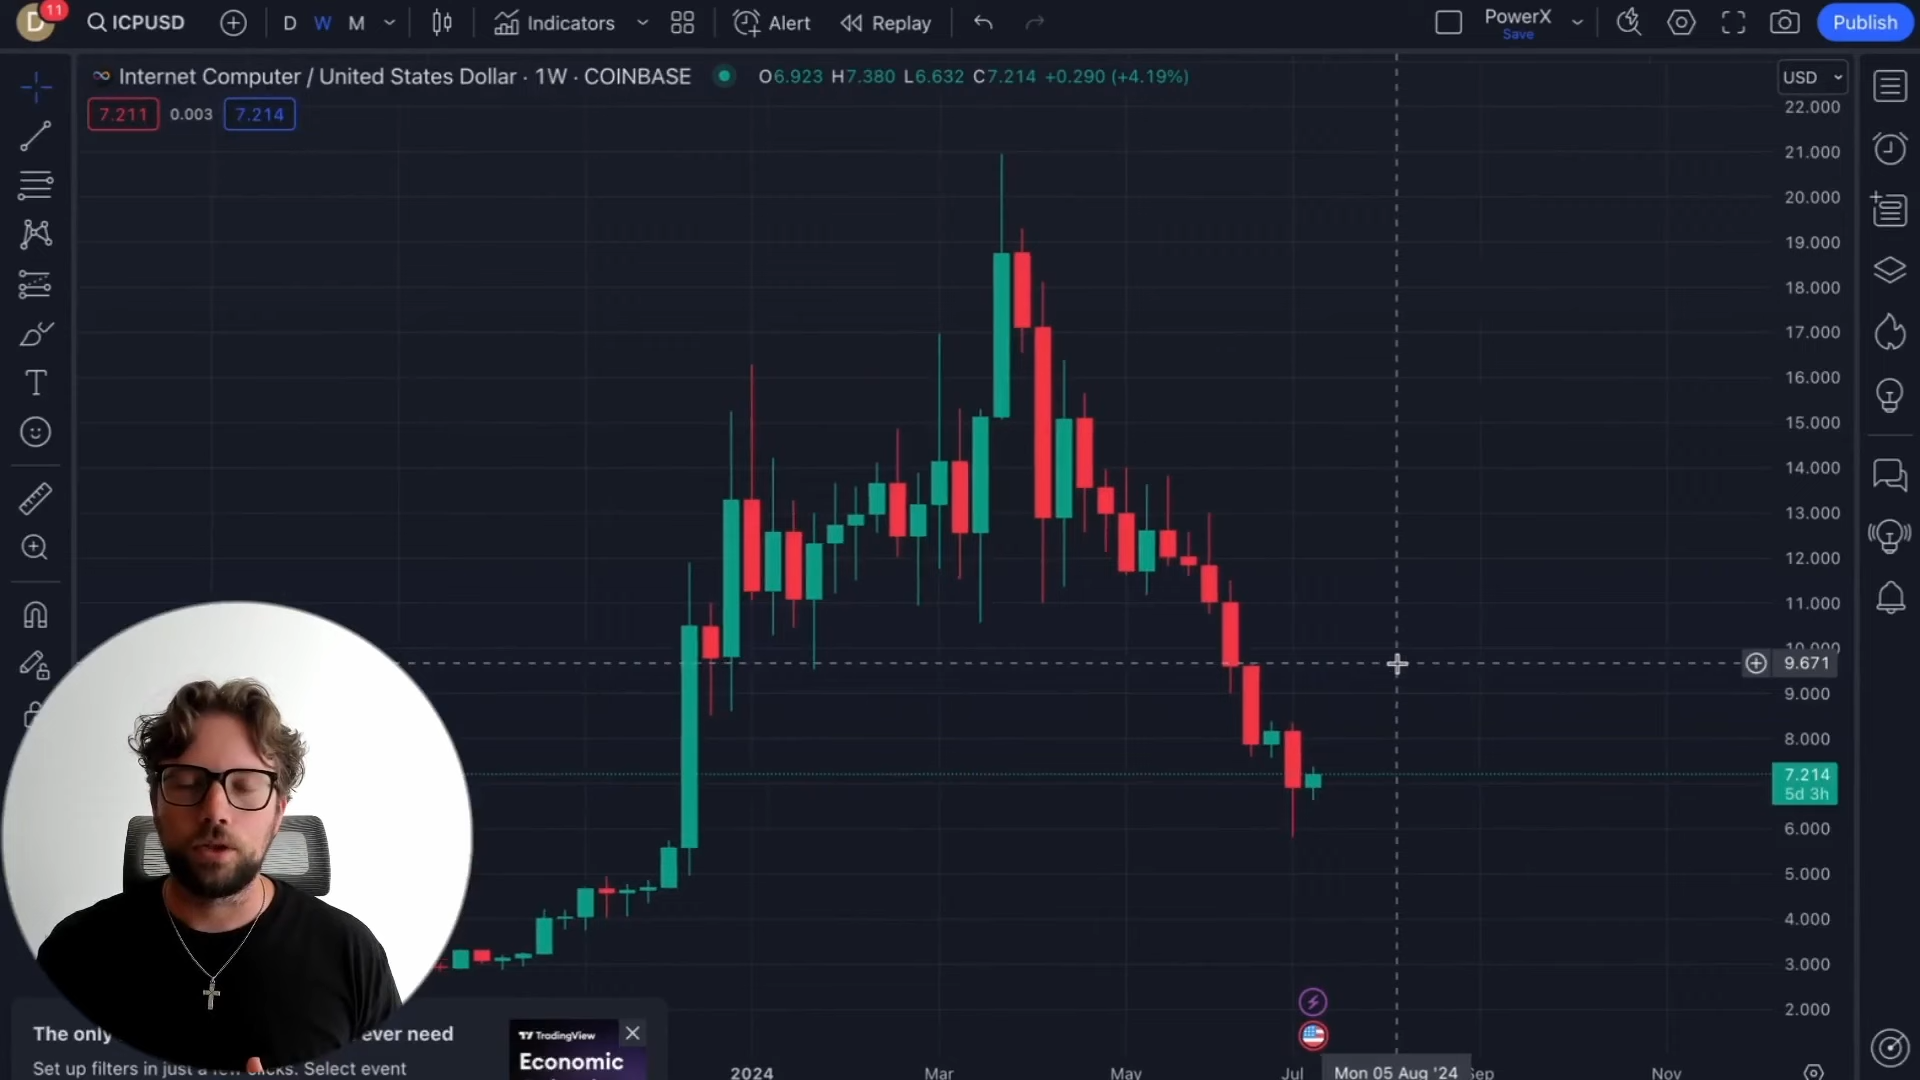 D 11 ICPUSD D W M Indicators Alert Replay PowerX Publish
Save
Internet Computer / United States Dollar · 1W · COINBASE O6.923 H7.380 L6.632 C7.214 +0.290 (+4.19%) USD
7.211 0.003 7.214
22.000
21.000
20.000
19.000
18.000
17.000
16.000
15.000
14.000
13.000
12.000
11.000
10.000
9.671
9.000
8.000
7.214
5d 3h
6.000
5.000
4.000
3.000
2.000
The only ever need
Set up filters in just a few clicks. Select event
TradingView
Economic
2024 Mar May Jul Mon 05 Aug '24 Sep Nov